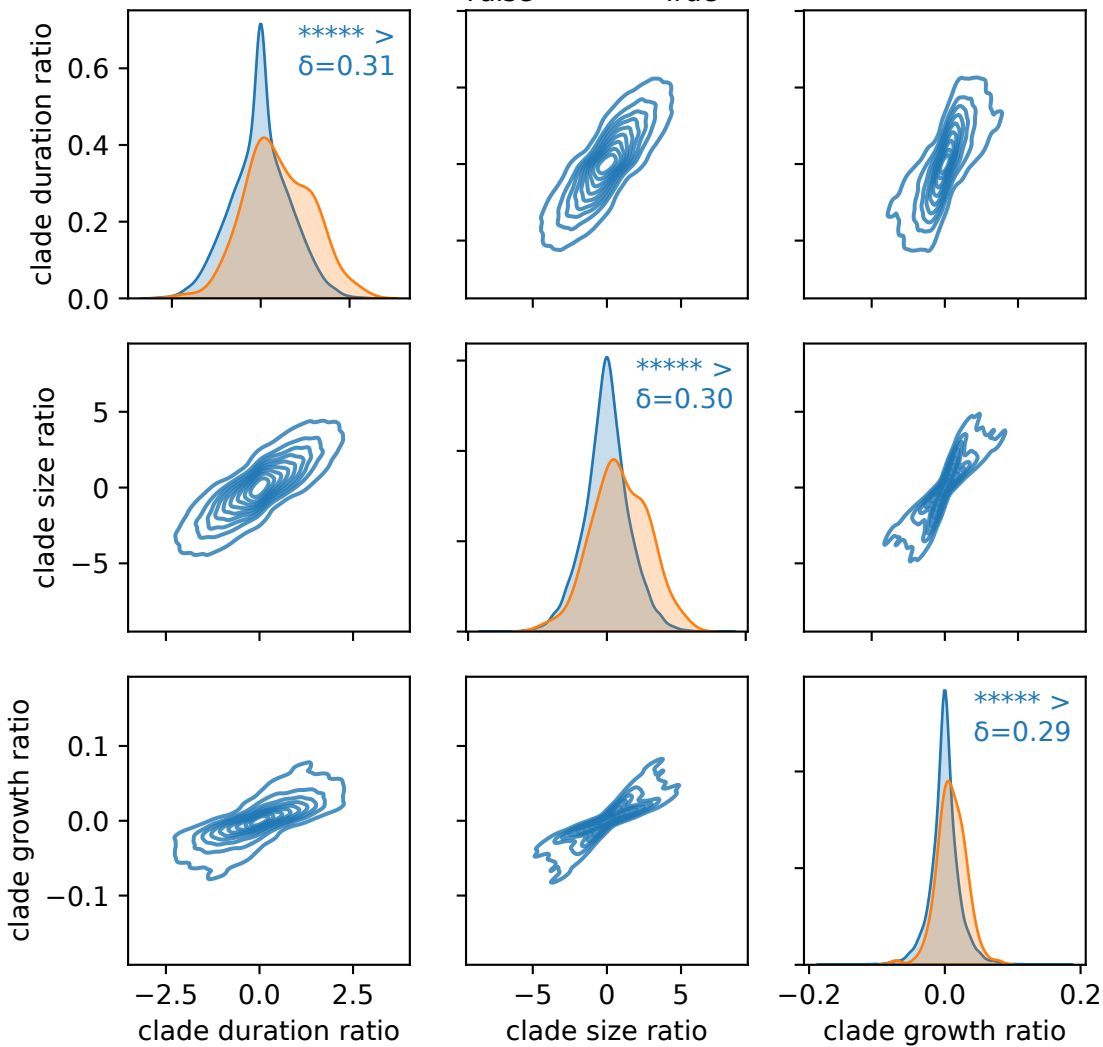 clade duration ratio
0.6
0.4
0.2
0.0
***** >
δ=0.31
clade size ratio
5
0
−5
***** >
δ=0.30
clade growth ratio
0.1
0.0
−0.1
***** >
δ=0.29
−2.5 0.0 2.5
−5 0 5
−0.2 0.0 0.2
clade duration ratio
clade size ratio
clade growth ratio